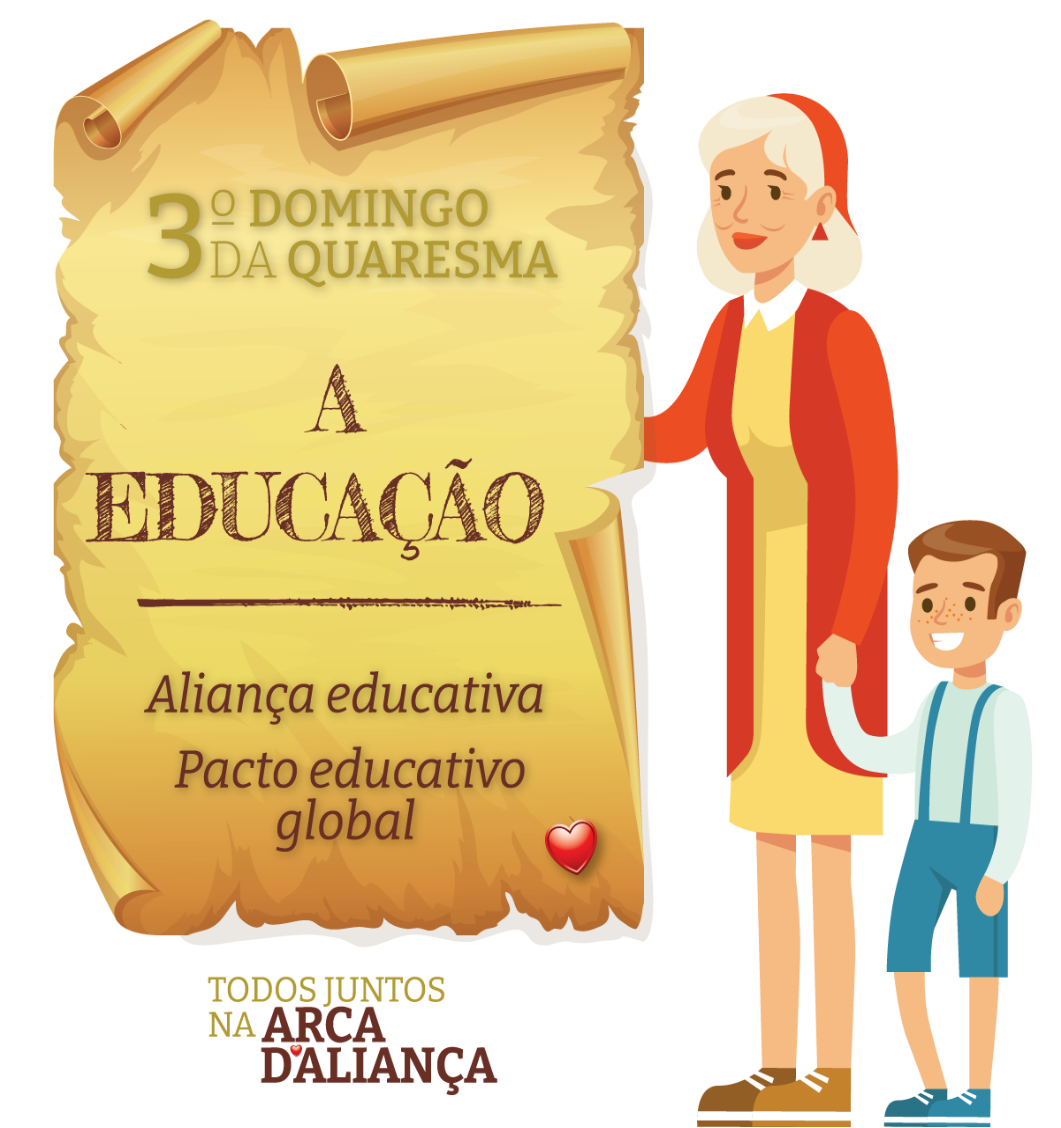 3º DOMINGO
DA QUARESMA
A
EDUCAÇÃO
Aliança educativa
Pacto educativo
global
TODOS JUNTOS
NA ARCA
D'ALIANÇA